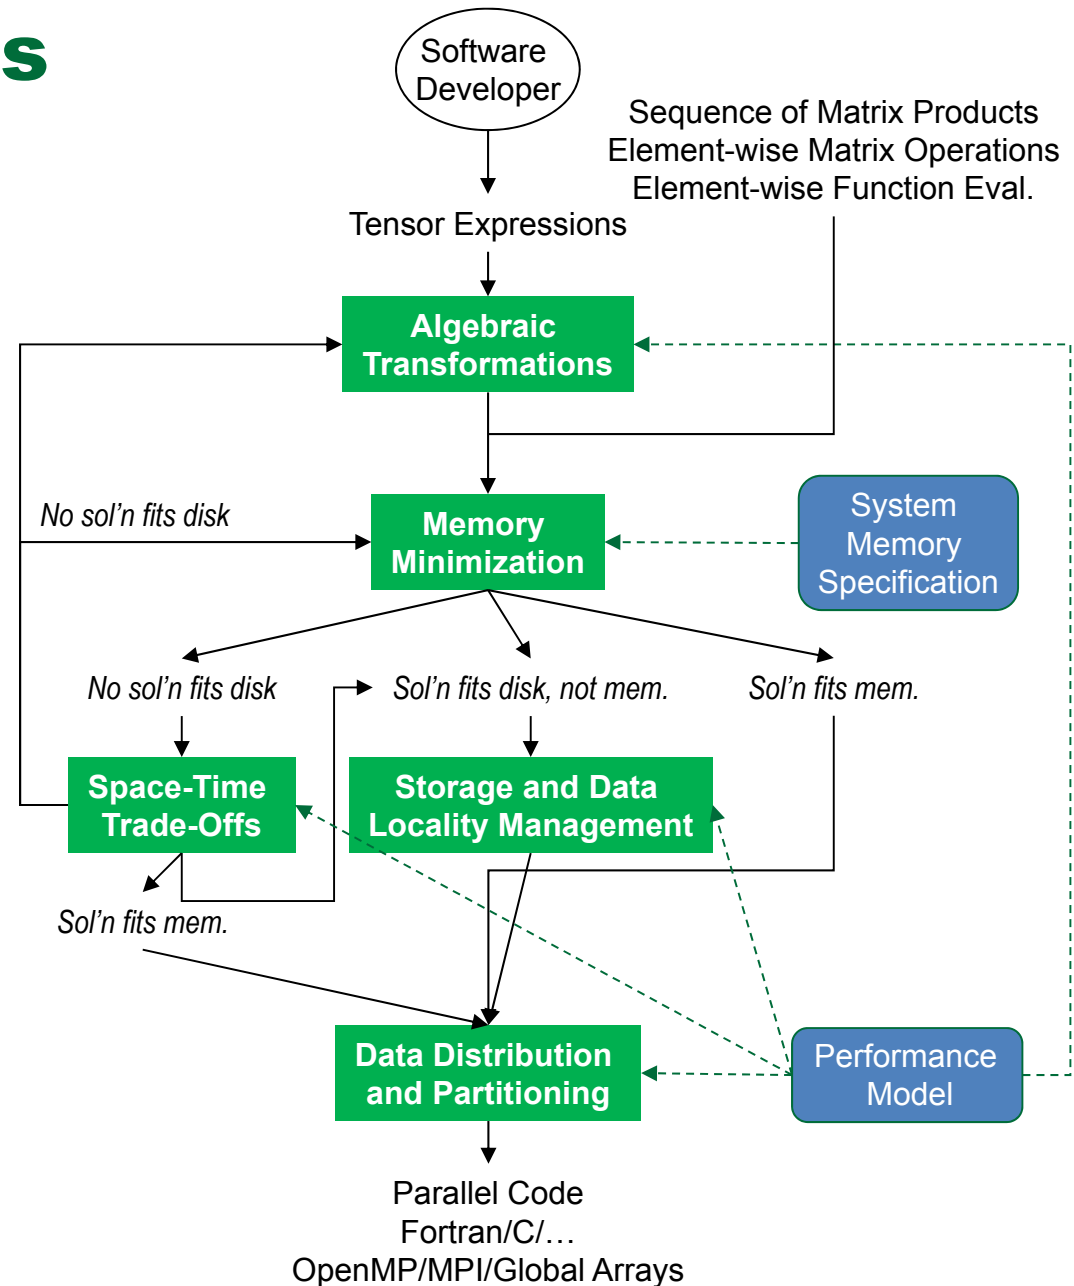 s
Software
Developer
Sequence of Matrix Products
Element-wise Matrix Operations
Element-wise Function Eval.
Tensor Expressions
Algebraic
Transformations
No sol’n fits disk
Memory
Minimization
System
Memory
Specification
No sol’n fits disk
Sol’n fits disk, not mem.
Sol’n fits mem.
Space-Time
Trade-Offs
Storage and Data
Locality Management
Sol’n fits mem.
Data Distribution
and Partitioning
Performance
Model
Parallel Code
Fortran/C/…
OpenMP/MPI/Global Arrays